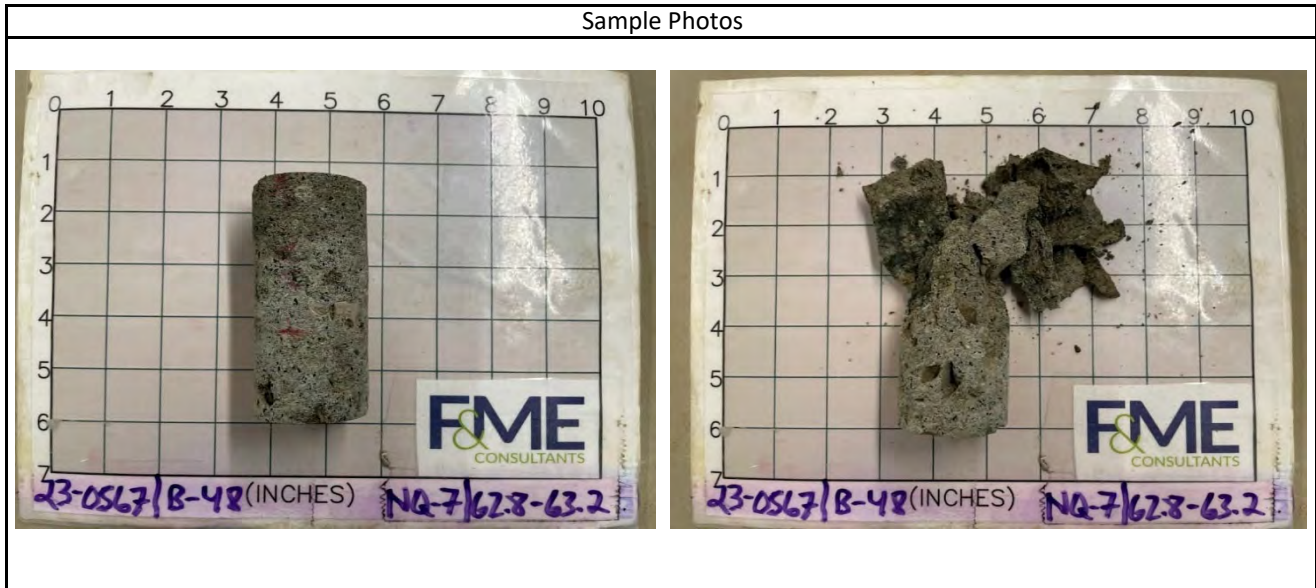 Sample Photos
0 1 2 3 4 5 6 7 8 9 10
1
2
3
4
5
6
7
F&ME
CONSULTANTS
23-0567 B-48 (INCHES) NQ-7 62.8-63.2
0 1 2 3 4 5 6 7 8 9 10
1
2
3
4
5
6
7
F&ME
CONSULTANTS
23-0567 B-48 (INCHES) NQ-7 62.8-63.2